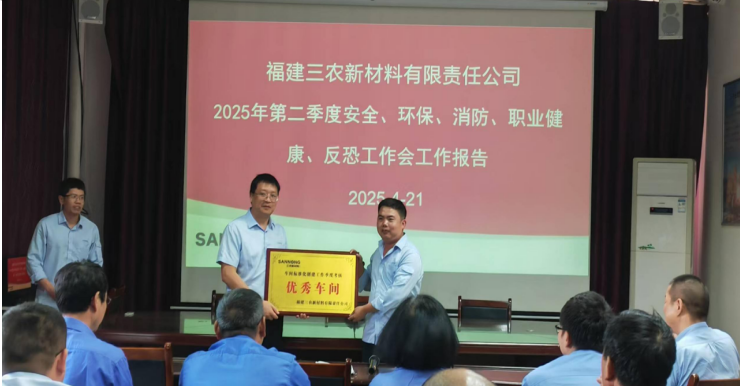 福建三农新材料有限责任公司
2025年第二季度安全、环保、消防、职业健
康、反恐工作会工作报告
2025-4-21
SAN
优秀车间